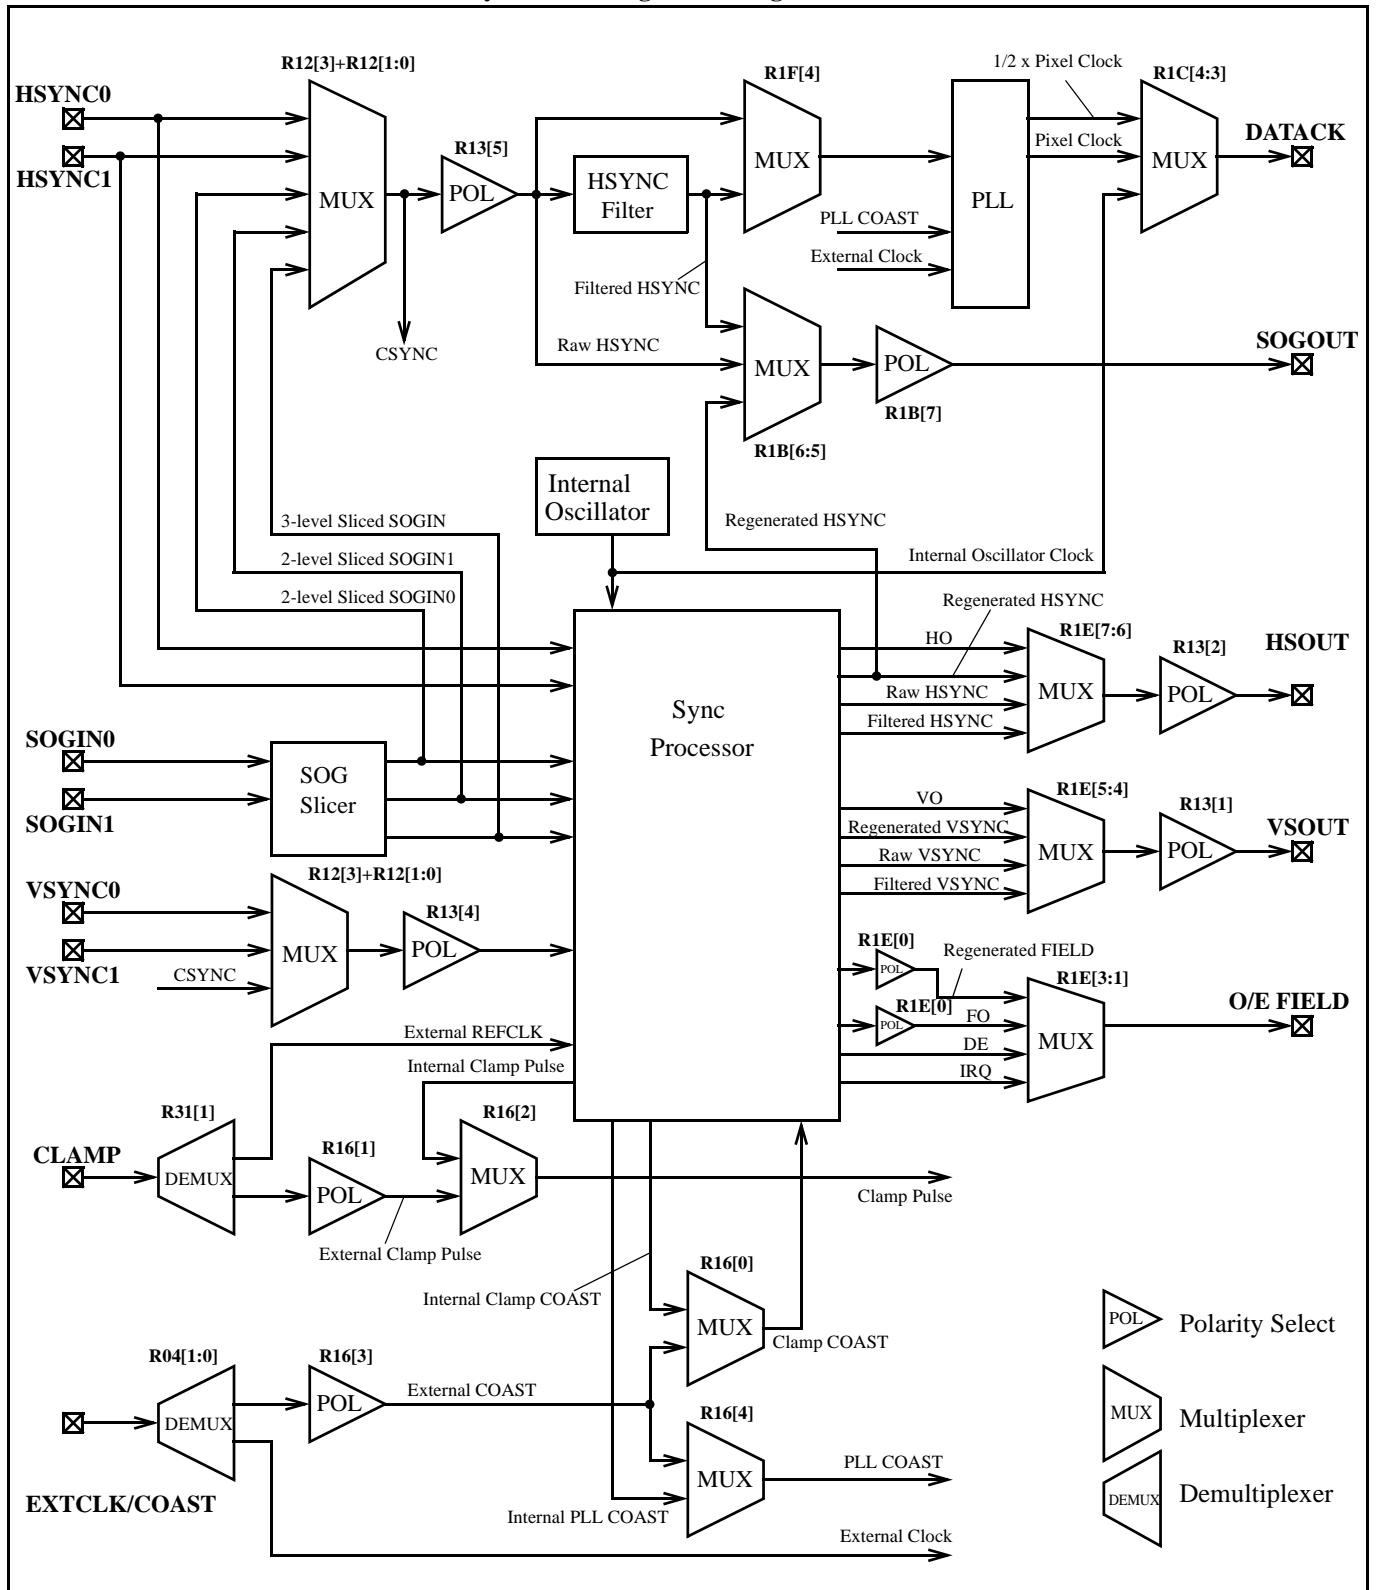 R12[3]+R12[1:0]
1/2 x Pixel Clock
R1F[4]
R1C[4:3]
HSYNC0
Pixel Clock
DATACK
R13[5]
MUX
MUX
HSYNC1
HSYNC
Filter
POL
MUX
PLL
PLL COAST
External Clock
Filtered HSYNC
CSYNC
Raw HSYNC
SOGOUT
MUX
POL
R1B[7]
R1B[6:5]
Internal
Oscillator
3-level Sliced SOGIN
Regenerated HSYNC
2-level Sliced SOGIN1
Internal Oscillator Clock
2-level Sliced SOGIN0
Regenerated HSYNC
HO
R1E[7:6]
R13[2]
HSOUT
Raw HSYNC
MUX
POL
Filtered HSYNC
Sync
Processor
SOGIN0
SOG
Slicer
SOGIN1
VO
R1E[5:4]
R13[1]
Regenerated VSYNC
VSOUT
Raw VSYNC
MUX
POL
Filtered VSYNC
R12[3]+R12[1:0]
VSYNC0
R13[4]
MUX
POL
VSYNC1
CSYNC
R1E[0]
Regenerated FIELD
POL
R1E[3:1]
R1E[0]
FO
O/E FIELD
POL
DE
MUX
IRQ
External REFCLK
Internal Clamp Pulse
R31[1]
R16[2]
CLAMP
R16[1]
DEMUX
POL
MUX
Clamp Pulse
External Clamp Pulse
R16[0]
Internal Clamp COAST
MUX
Clamp COAST
POL
Polarity Select
R04[1:0]
R16[3]
External COAST
DEMUX
POL
R16[4]
MUX
Multiplexer
MUX
PLL COAST
EXTCLK/COAST
Internal PLL COAST
DEMUX
Demultiplexer
External Clock